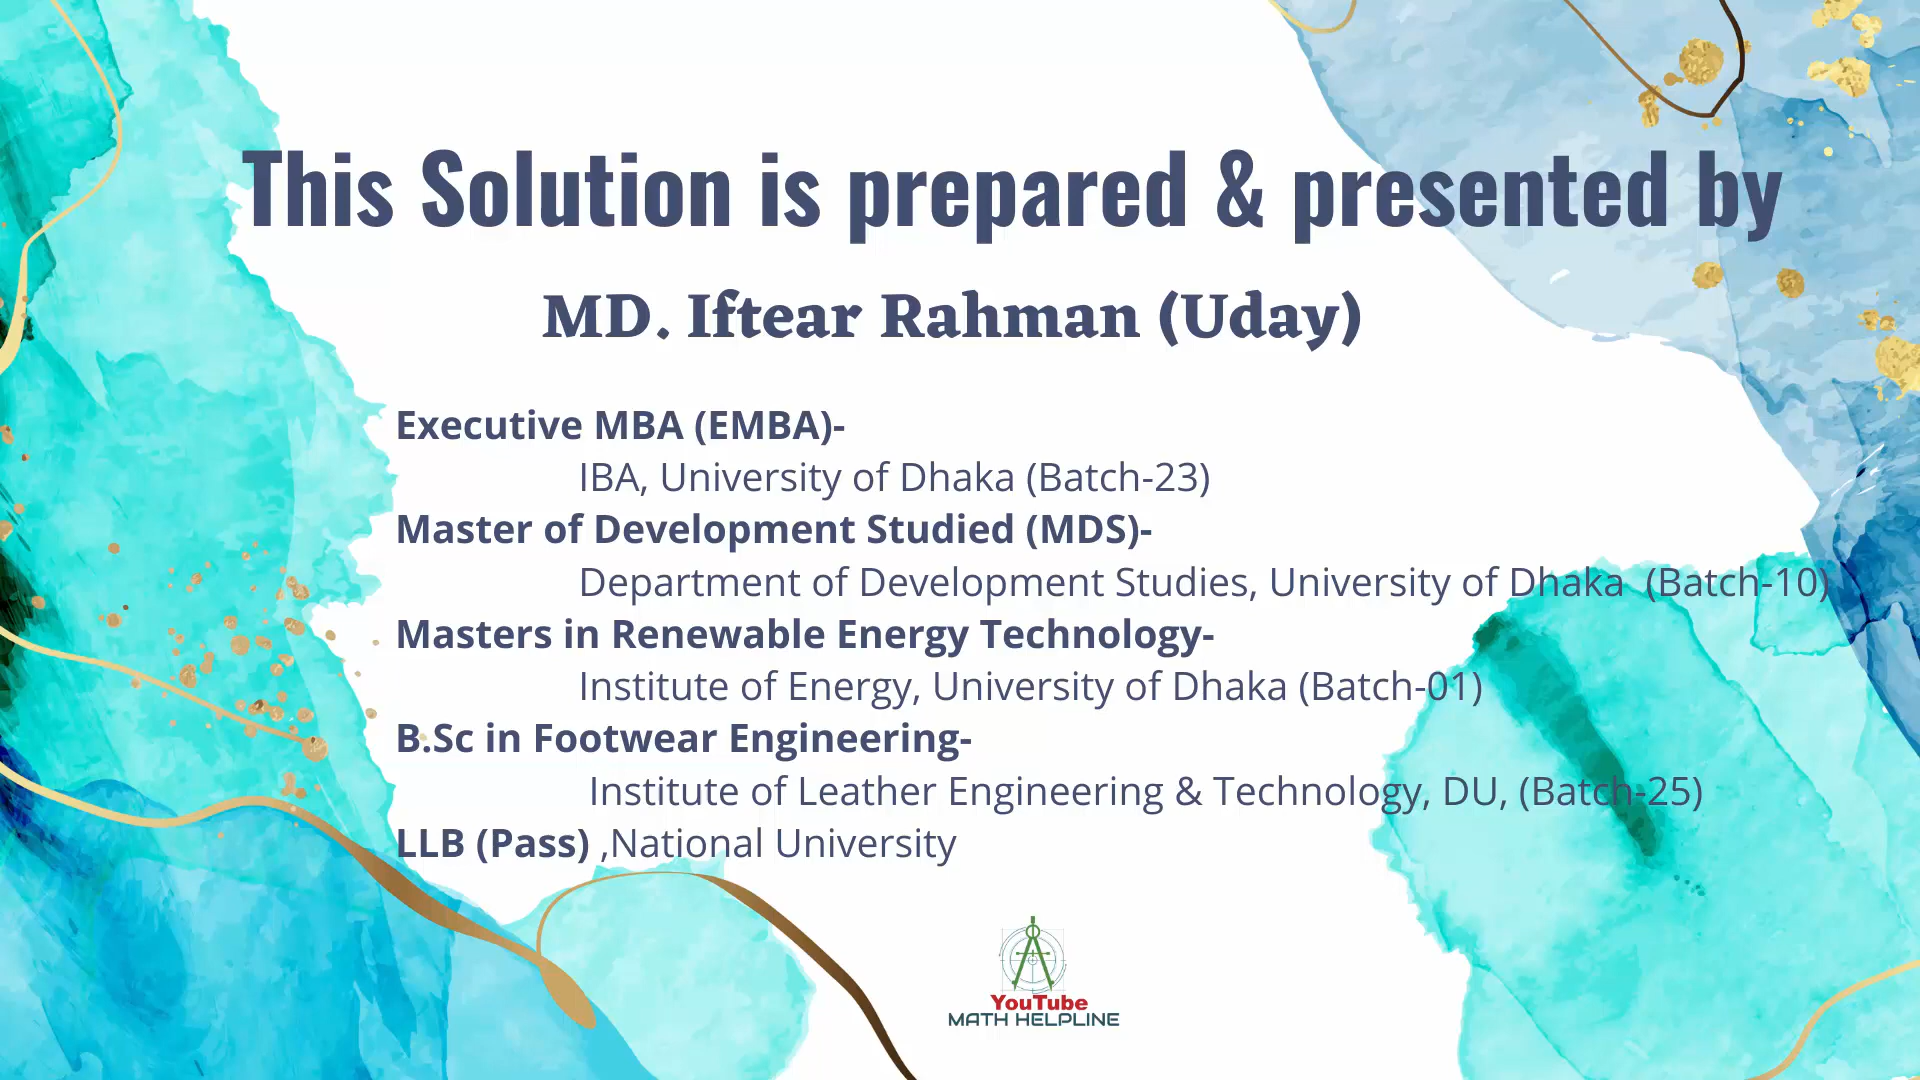 This Solution is prepared & presented by
MD. Iftear Rahman (Uday)
Executive MBA (EMBA)-
IBA, University of Dhaka (Batch-23)
Master of Development Studied (MDS)-
Department of Development Studies, University of Dhaka (Batch-10)
Masters in Renewable Energy Technology-
Institute of Energy, University of Dhaka (Batch-01)
B.Sc in Footwear Engineering-
Institute of Leather Engineering & Technology, DU, (Batch-25)
LLB (Pass) ,National University
YouTube
MATH HELPLINE